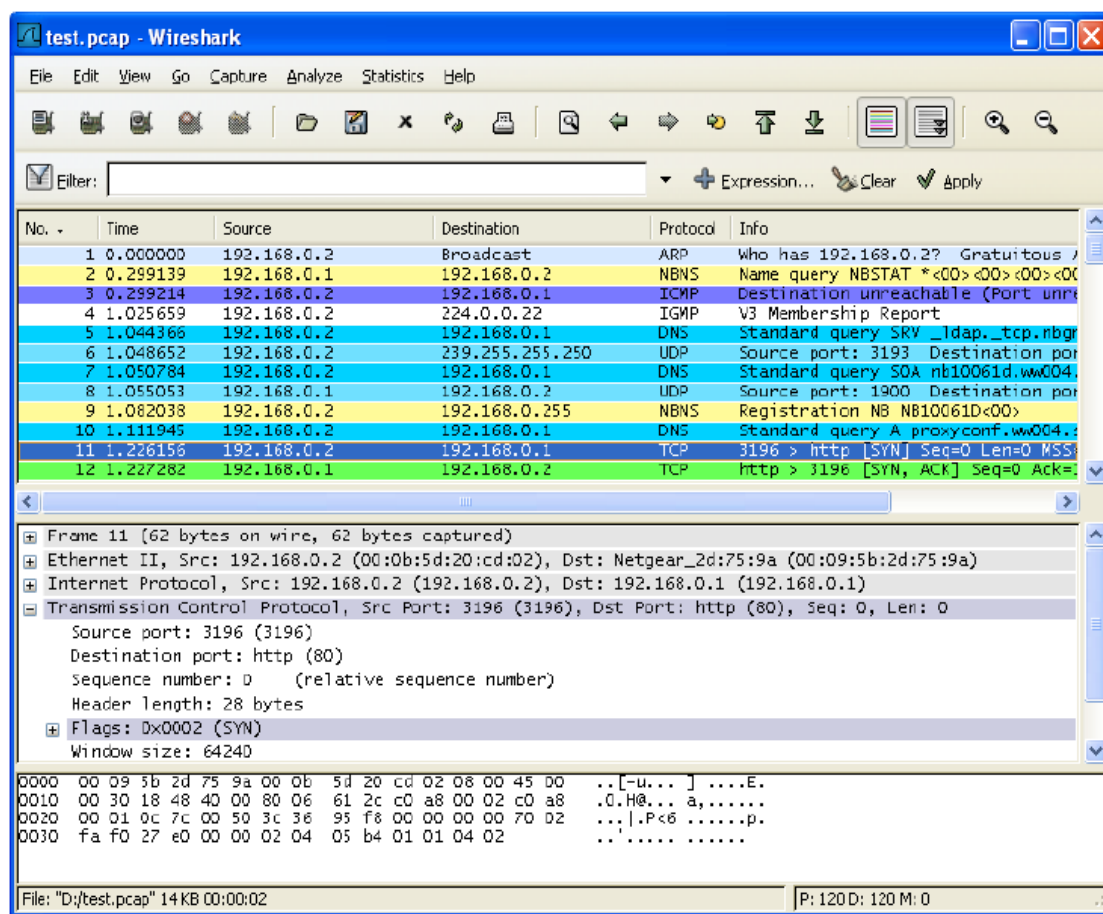 test.pcap - Wireshark
File Edit View Go Capture Analyze Statistics Help
Filter: Expression... Clear Apply
No. - Time Source Destination Protocol Info
1 0.000000 192.168.0.2 Broadcast ARP Who has 192.168.0.2? Gratuitous
2 0.299139 192.168.0.1 192.168.0.2 NBNS Name query NBSTAT *<00><00><00><00
3 0.299214 192.168.0.2 192.168.0.1 ICMP Destination unreachable (Port unre
4 1.025659 192.168.0.2 224.0.0.22 IGMP V3 Membership Report
5 1.044366 192.168.0.2 192.168.0.1 DNS Standard query SRV _ldap._tcp.nbgm
6 1.048652 192.168.0.2 239.255.255.250 UDP Source port: 3193 Destination por
7 1.050784 192.168.0.2 192.168.0.1 DNS Standard query SOA nb10061d.ww004.
8 1.055053 192.168.0.1 192.168.0.2 UDP Source port: 1900 Destination por
9 1.082038 192.168.0.2 192.168.0.255 NBNS Registration NB NB10061D<00>
10 1.111945 192.168.0.2 192.168.0.1 DNS Standard query A proxyconf.ww004.s
11 1.226156 192.168.0.2 192.168.0.1 TCP 3196 > http [SYN] Seq=0 Len=0 MSS=
12 1.227282 192.168.0.1 192.168.0.2 TCP http > 3196 [SYN, ACK] Seq=0 Ack=1
Frame 11 (62 bytes on wire, 62 bytes captured)
Ethernet II, Src: 192.168.0.2 (00:0b:5d:20:cd:02), Dst: Netgear_2d:75:9a (00:09:5b:2d:75:9a)
Internet Protocol, Src: 192.168.0.2 (192.168.0.2), Dst: 192.168.0.1 (192.168.0.1)
Transmission Control Protocol, Src Port: 3196 (3196), Dst Port: http (80), Seq: 0, Len: 0
Source port: 3196 (3196)
Destination port: http (80)
Sequence number: 0 (relative sequence number)
Header length: 28 bytes
Flags: 0x0002 (SYN)
Window size: 64240
0000 00 09 5b 2d 75 9a 00 0b 5d 20 cd 02 08 00 45 00 ..[-u... ] ....E.
0010 00 30 18 48 40 00 80 06 61 2c c0 a8 00 02 c0 a8 .0.H@... a,......
0020 00 01 0c 7c 00 50 3c 36 95 f8 00 00 00 00 70 02 ...|.P<6 ......p.
0030 fa f0 27 e0 00 00 02 04 05 b4 01 01 04 02 ..'..... ......
File: "D:/test.pcap" 14 KB 00:00:02 P: 120 D: 120 M: 0